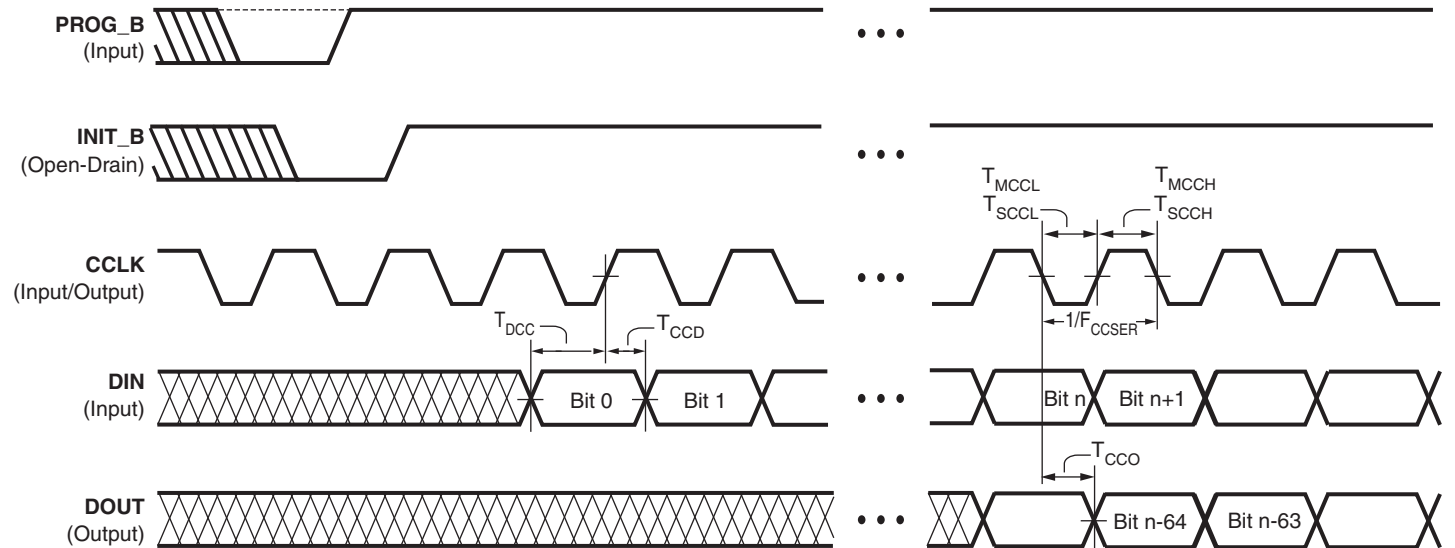 PROG_B
(Input)
INIT_B
(Open-Drain)
T_MCCL
T_SCCL
T_MCCH
T_SCCH
CCLK
(Input/Output)
1/F_CCSER
T_DCC
T_CCD
DIN
(Input)
Bit 0
Bit 1
Bit n
Bit n+1
T_CCO
DOUT
(Output)
Bit n-64
Bit n-63